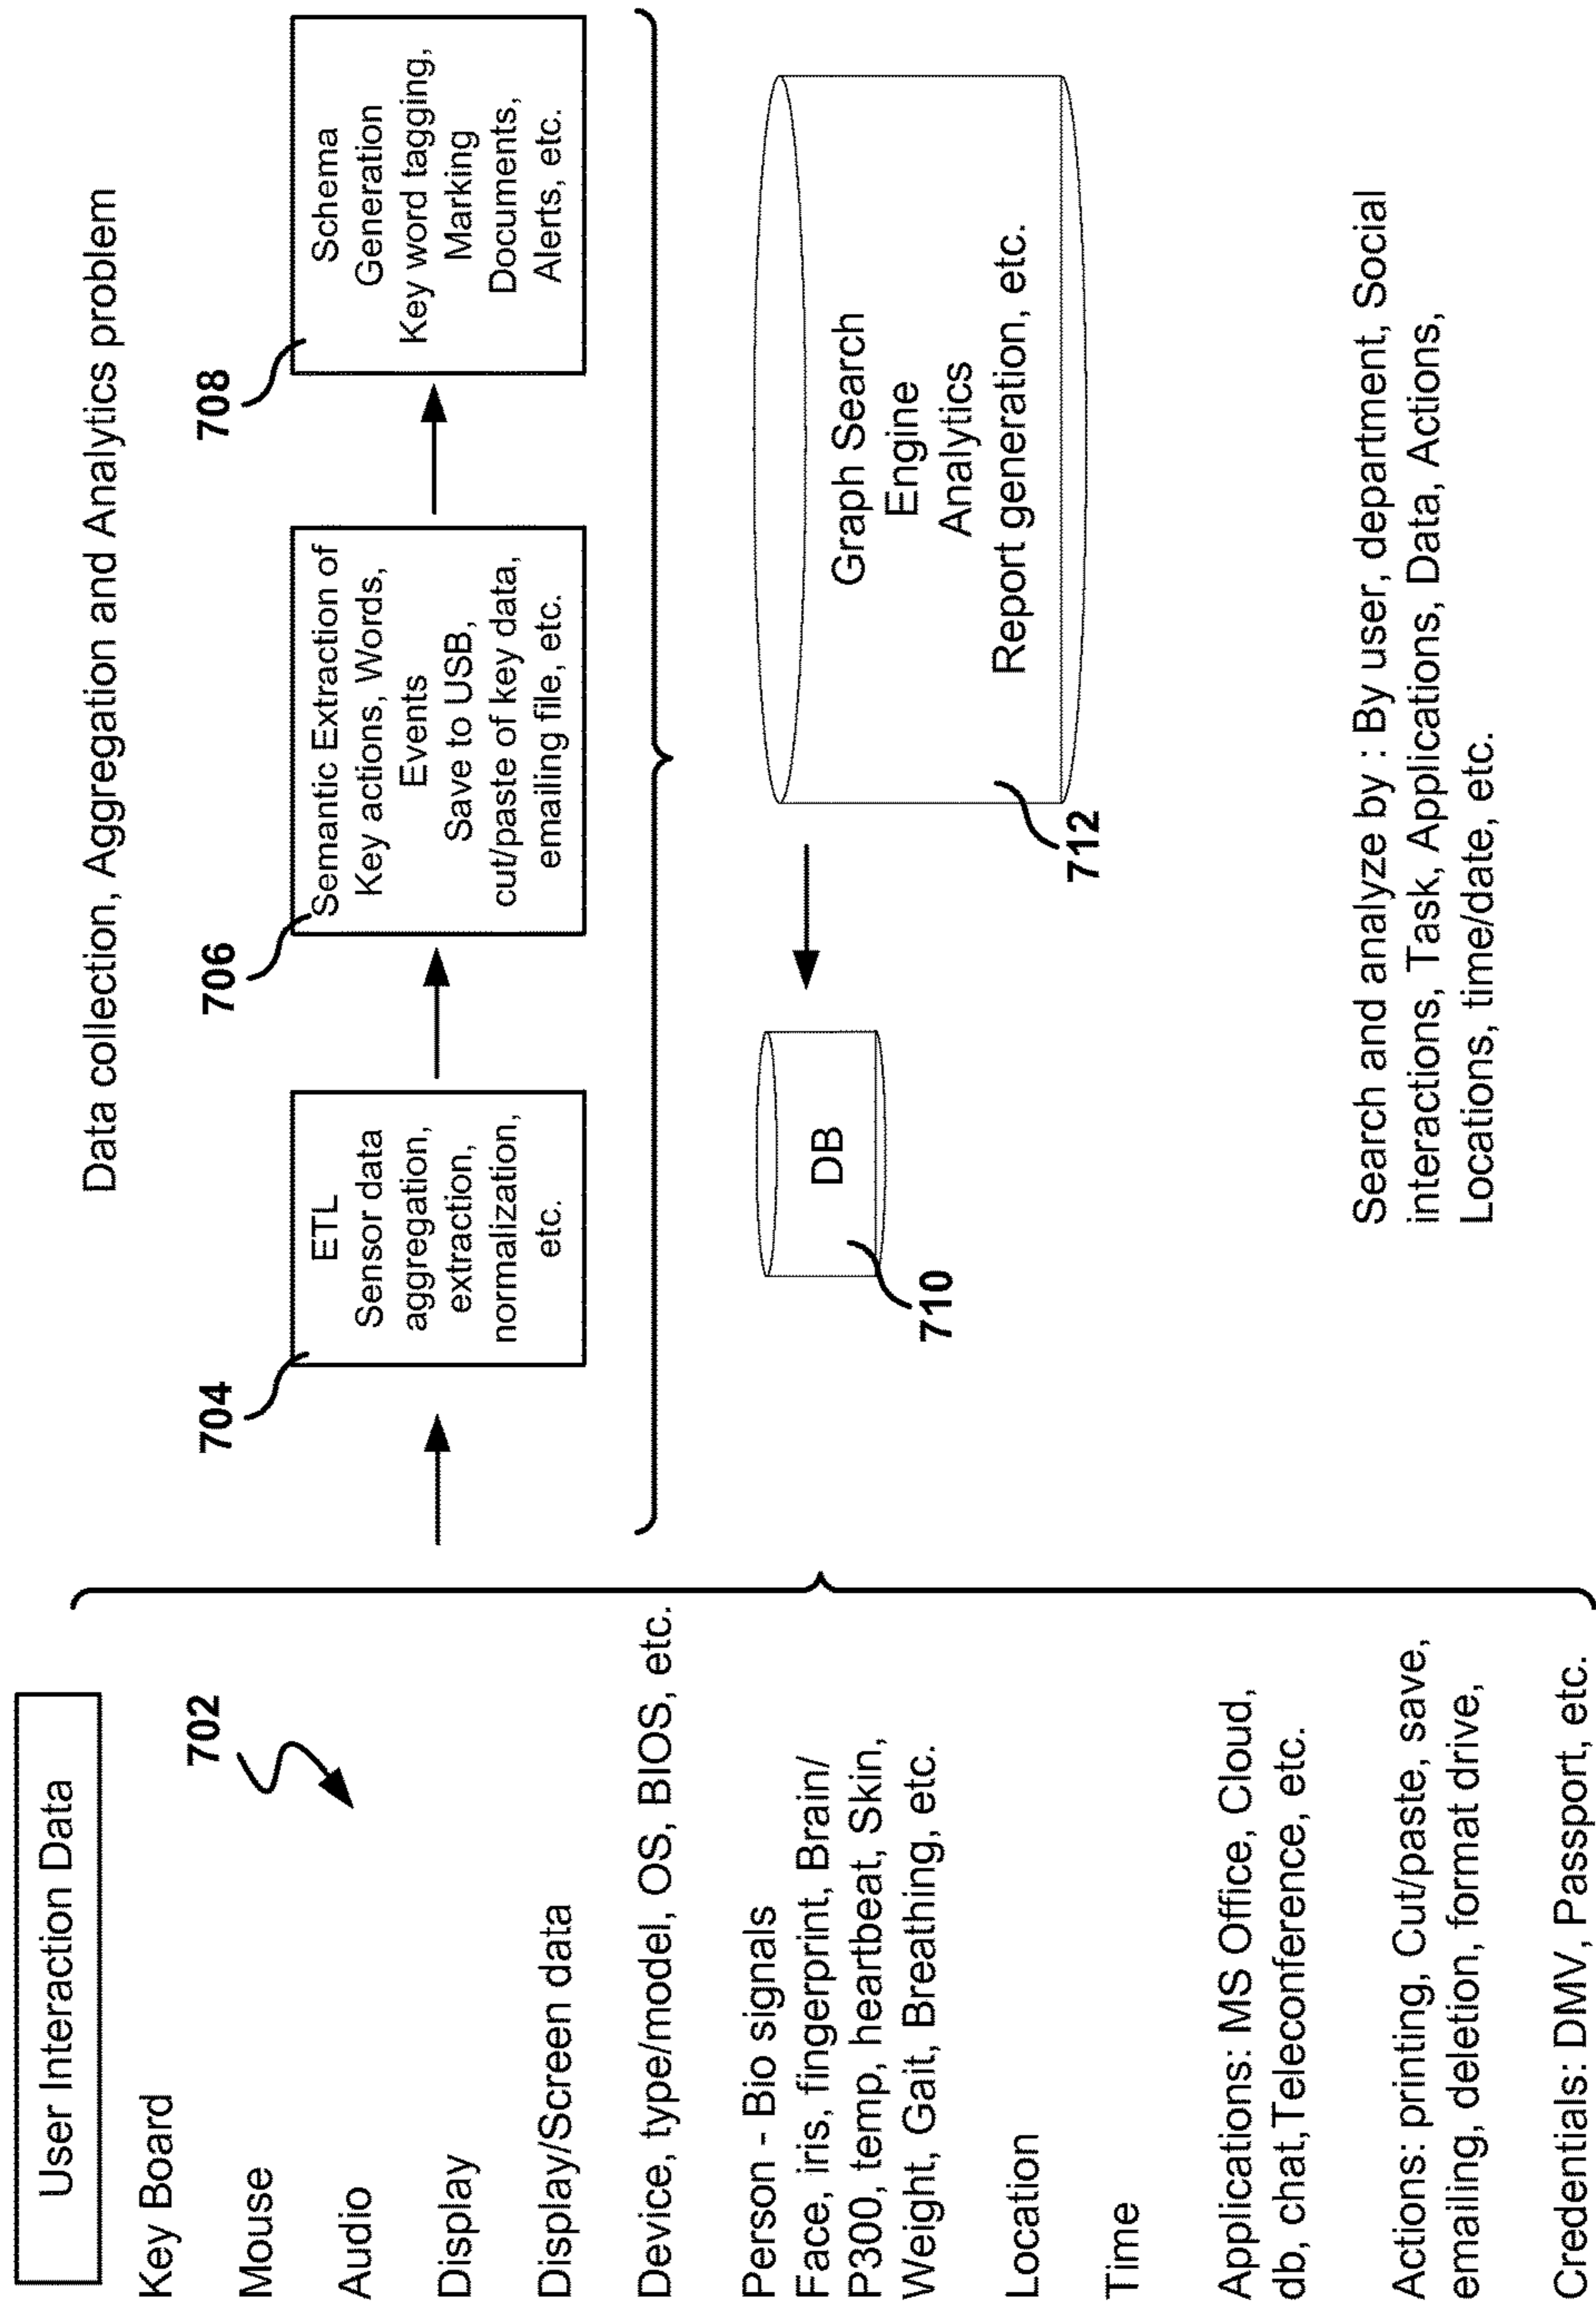 User Interaction Data
Key Board
Mouse
Audio
Display
Display/Screen data
Device, type/model, OS, BIOS, etc.
Person - Bio signals
Face, iris, fingerprint, Brain/
P300, temp, heartbeat, Skin,
Weight, Gait, Breathing, etc.
Location
Time
Applications: MS Office, Cloud,
db, chat,Teleconference, etc.
Actions: printing, Cut/paste, save,
emailing, deletion, format drive,
Credentials: DMV, Passport, etc.
702
Data collection, Aggregation and Analytics problem
704
ETL
Sensor data
aggregation,
extraction,
normalization,
etc.
706
Semantic Extraction of
Key actions, Words,
Events
Save to USB,
cut/paste of key data,
emailing file, etc.
708
Schema
Generation
Key word tagging,
Marking
Documents,
Alerts, etc.
DB
710
Graph Search
Engine
Analytics
Report generation, etc.
712
Search and analyze by : By user, department, Social
interactions, Task, Applications, Data, Actions,
Locations, time/date, etc.